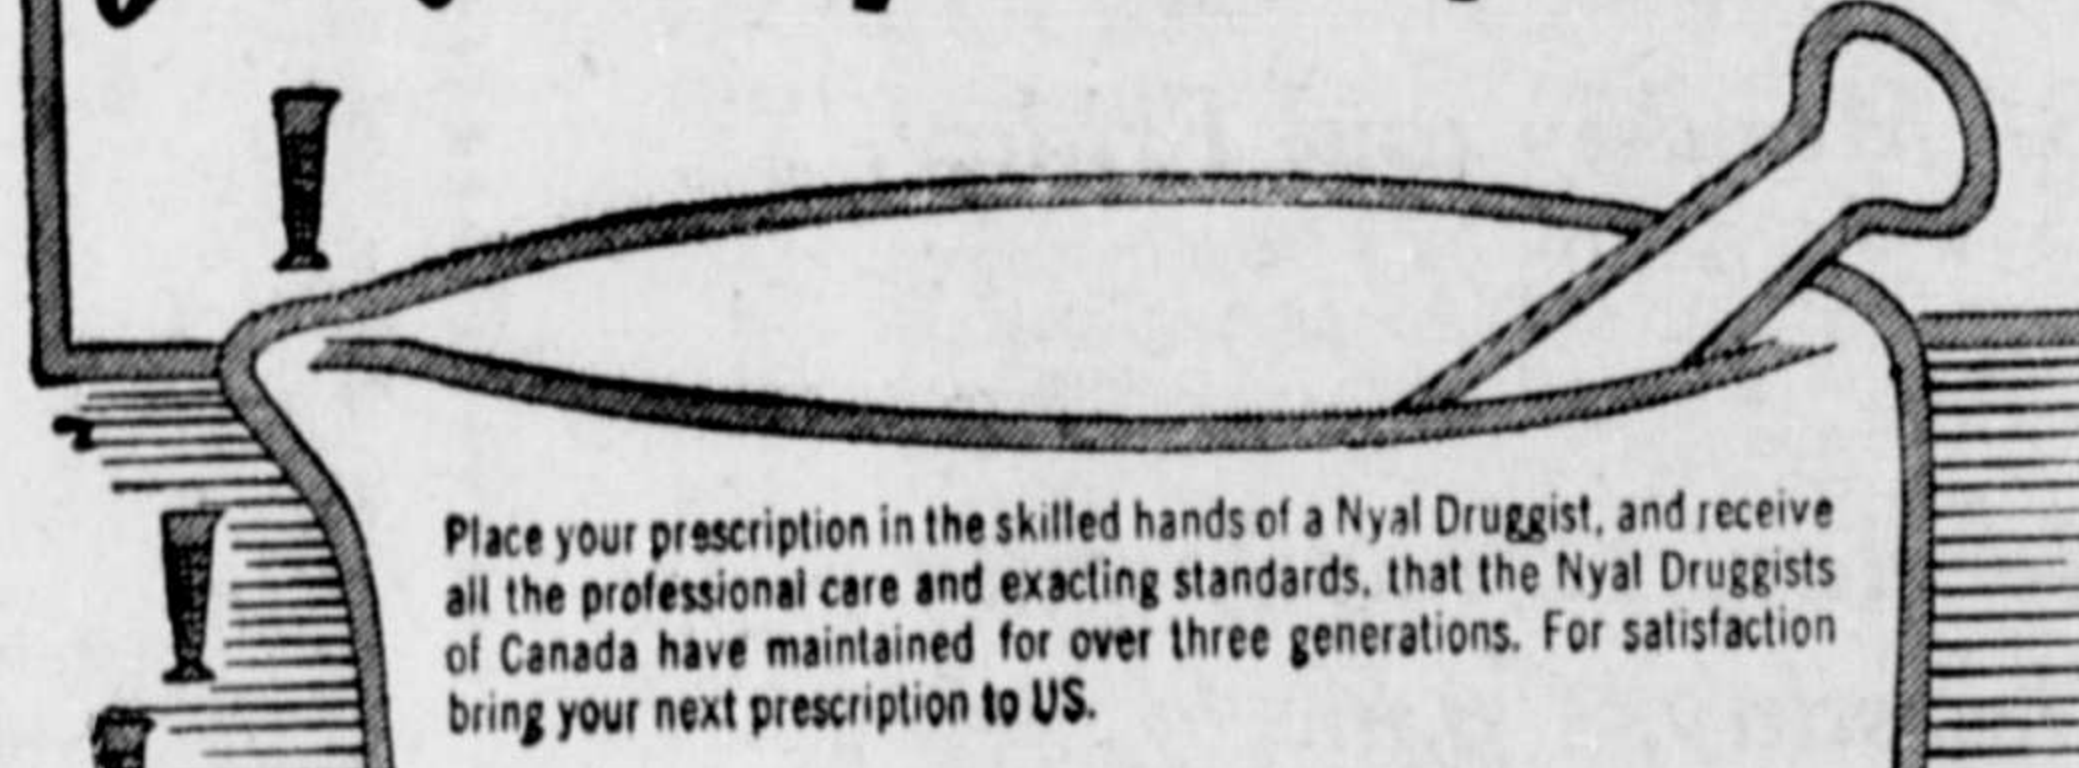 Place your prescription in the skilled hands of a Nyal Druggist, and receive
all the professional care and exacting standards, that the Nyal Druggists
of Canada have maintained for over three generations. For satisfaction
bring your next prescription to US.